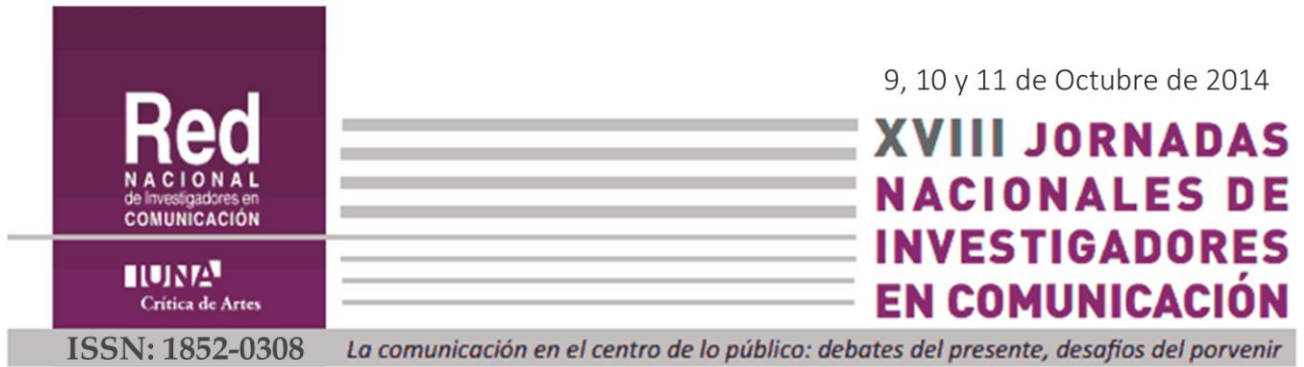 Red
NACIONAL
de Investigadores en
COMUNICACIÓN
IUNA
Crítica de Artes
9, 10 y 11 de Octubre de 2014
XVIII JORNADAS
NACIONALES DE
INVESTIGADORES
EN COMUNICACIÓN
ISSN: 1852-0308
La comunicación en el centro de lo público: debates del presente, desafíos del porvenir